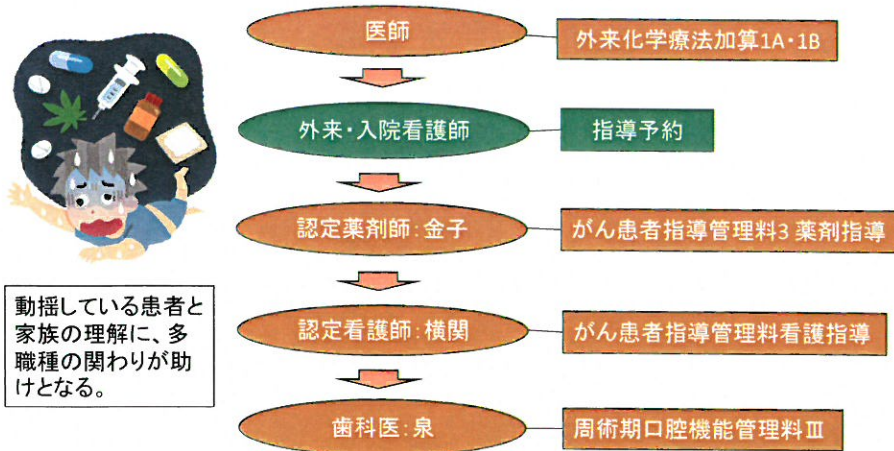 医師
外来化学療法加算1A・1B
外来・入院看護師
指導予約
認定薬剤師:金子
がん患者指導管理料3 薬剤指導
動揺している患者と
家族の理解に、多
職種の関わりが助
けとなる。
認定看護師:横関
がん患者指導管理料看護指導
歯科医:泉
周術期口腔機能管理料Ⅲ